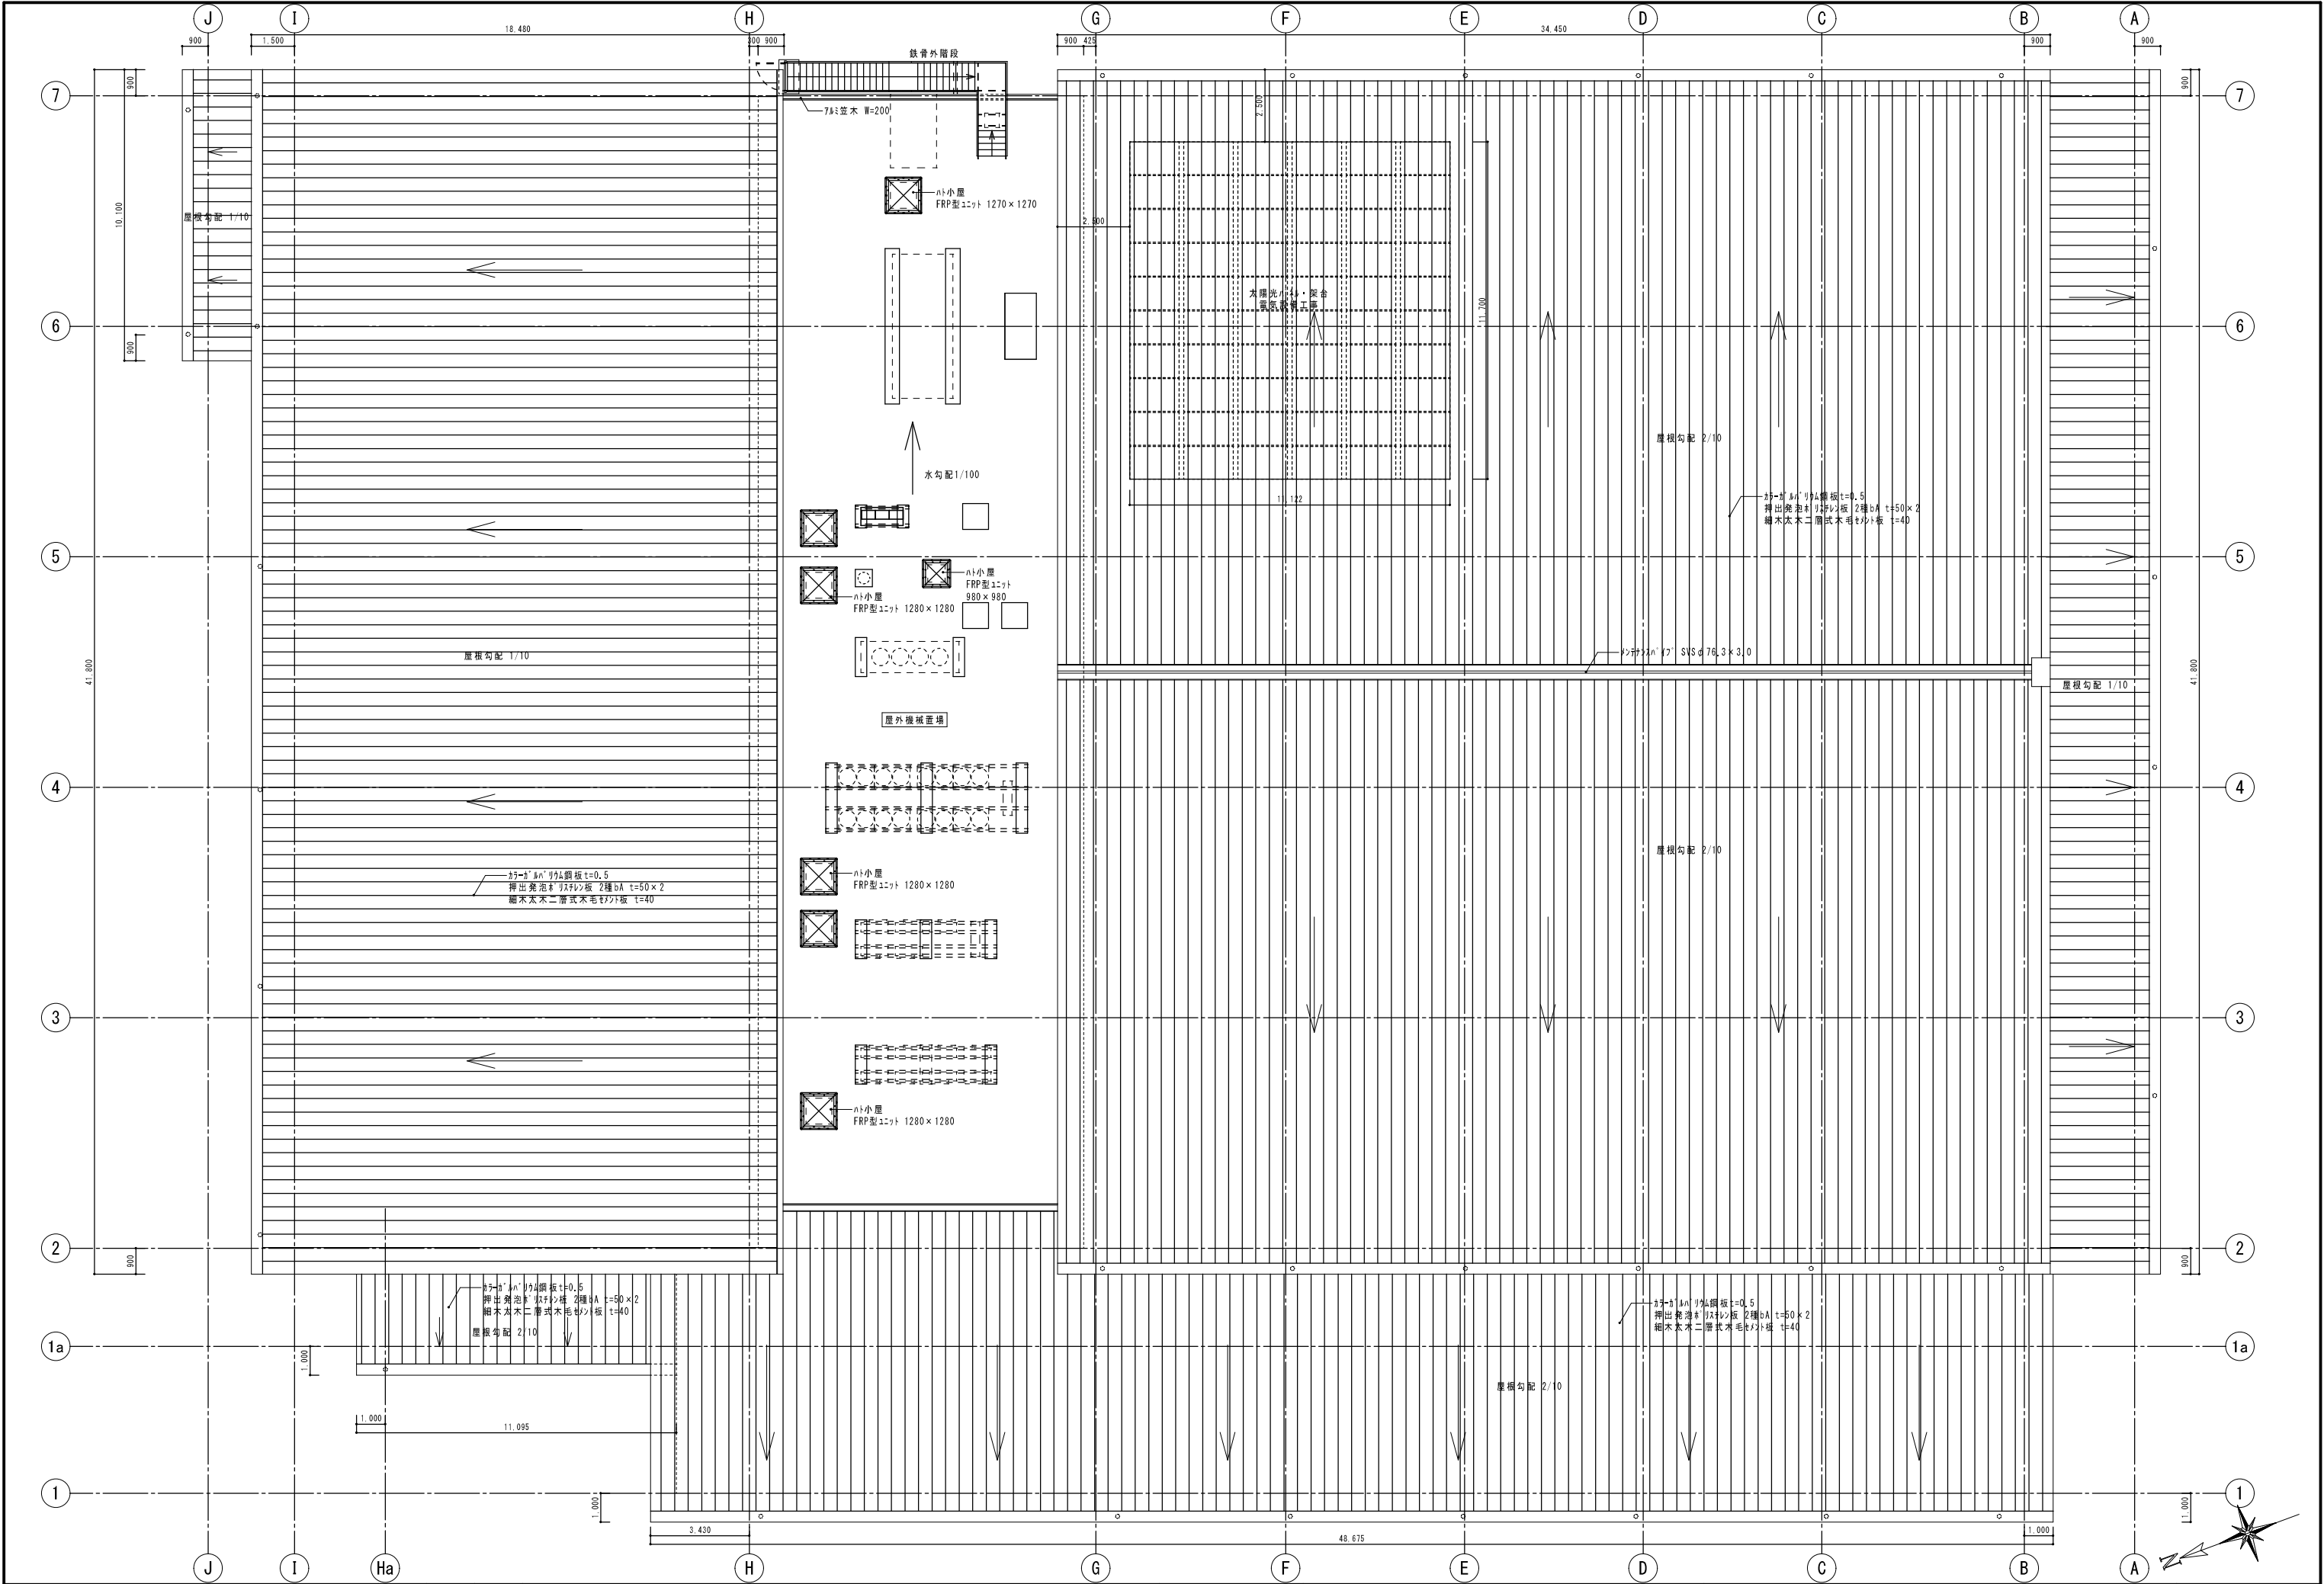 J I H G F E D C B A
18.480
34.450
900
1.500
300 900
900 425
900
900
鉄骨外階段
7
7
900
900
アルミ笠木 W=200
2.500
10.100
屋根勾配 1/10
ハト小屋
FRP型ユニット 1270×1270
2.500
太陽光パネル・架台
電気設備工事
11.700
6
6
900
屋根勾配 2/10
水勾配1/100
11.122
カラーガルバリウム鋼板t=0.5
押出発泡ポリスチレン板 2種bA t=50×2
細木太木二層式木毛セメント板 t=40
5
5
ハト小屋
FRP型ユニット
980×980
ハト小屋
FRP型ユニット 1280×1280
屋根勾配 1/10
メンテナンスパイプ SUSφ76.3×3.0
41.800
41.800
屋根勾配 1/10
屋外機械置場
4
4
屋根勾配 2/10
カラーガルバリウム鋼板t=0.5
押出発泡ポリスチレン板 2種bA t=50×2
細木太木二層式木毛セメント板 t=40
ハト小屋
FRP型ユニット 1280×1280
3
3
ハト小屋
FRP型ユニット 1280×1280
2
2
900
900
カラーガルバリウム鋼板t=0.5
押出発泡ポリスチレン板 2種bA t=50×2
細木太木二層式木毛セメント板 t=40
屋根勾配 2/10
カラーガルバリウム鋼板t=0.5
押出発泡ポリスチレン板 2種bA t=50×2
細木太木二層式木毛セメント板 t=40
1a
1a
1.000
屋根勾配 2/10
1.000
11.095
1
1
1.000
1.000
3.430
48.675
1.000
N
J I Ha H G F E D C B A